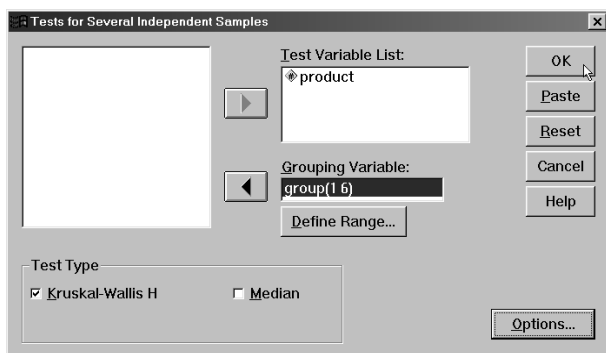 Tests for Several Independent Samples
Test Variable List:
product
Grouping Variable:
group(1 6)
Define Range...
Test Type
Kruskal-Wallis H
Median
OK
Paste
Reset
Cancel
Help
Options...